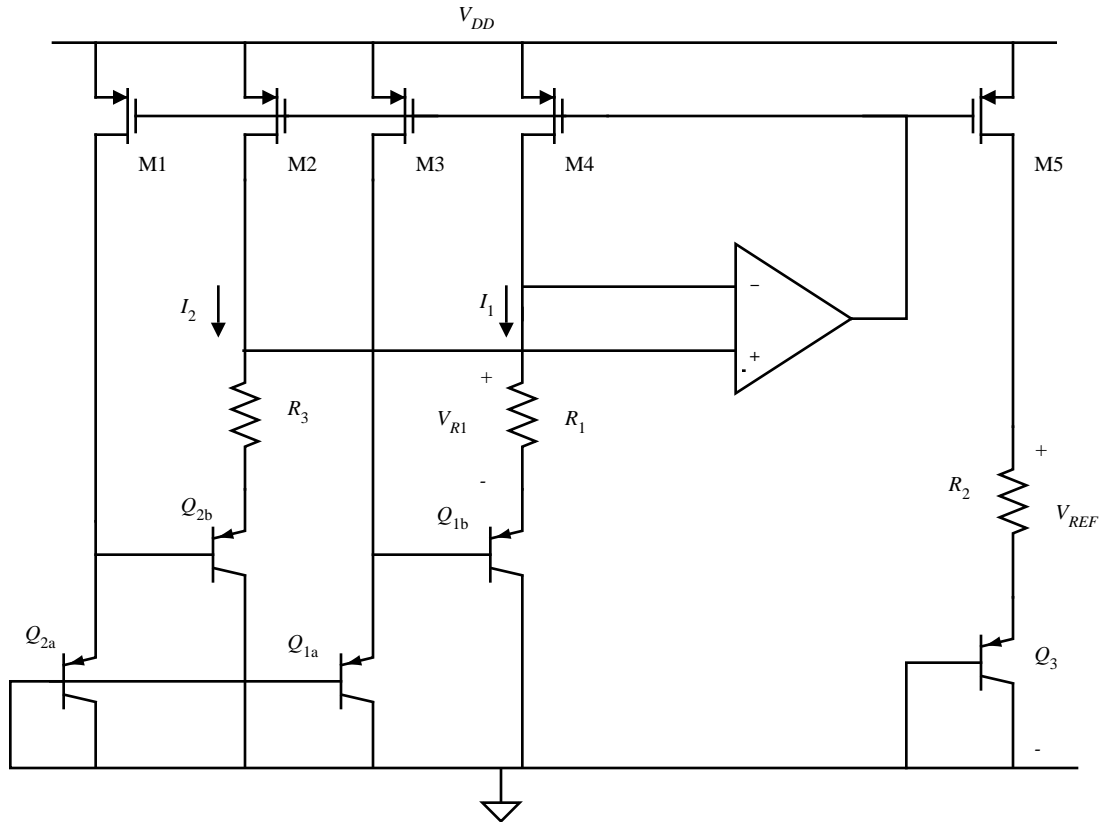 V_DD
M1
M2
M3
M4
M5
I_2
I_1
−
+
-
+
R_3
V_R1
R_1
-
+
R_2
V_REF
Q_2b
Q_1b
Q_2a
Q_1a
Q_3
-